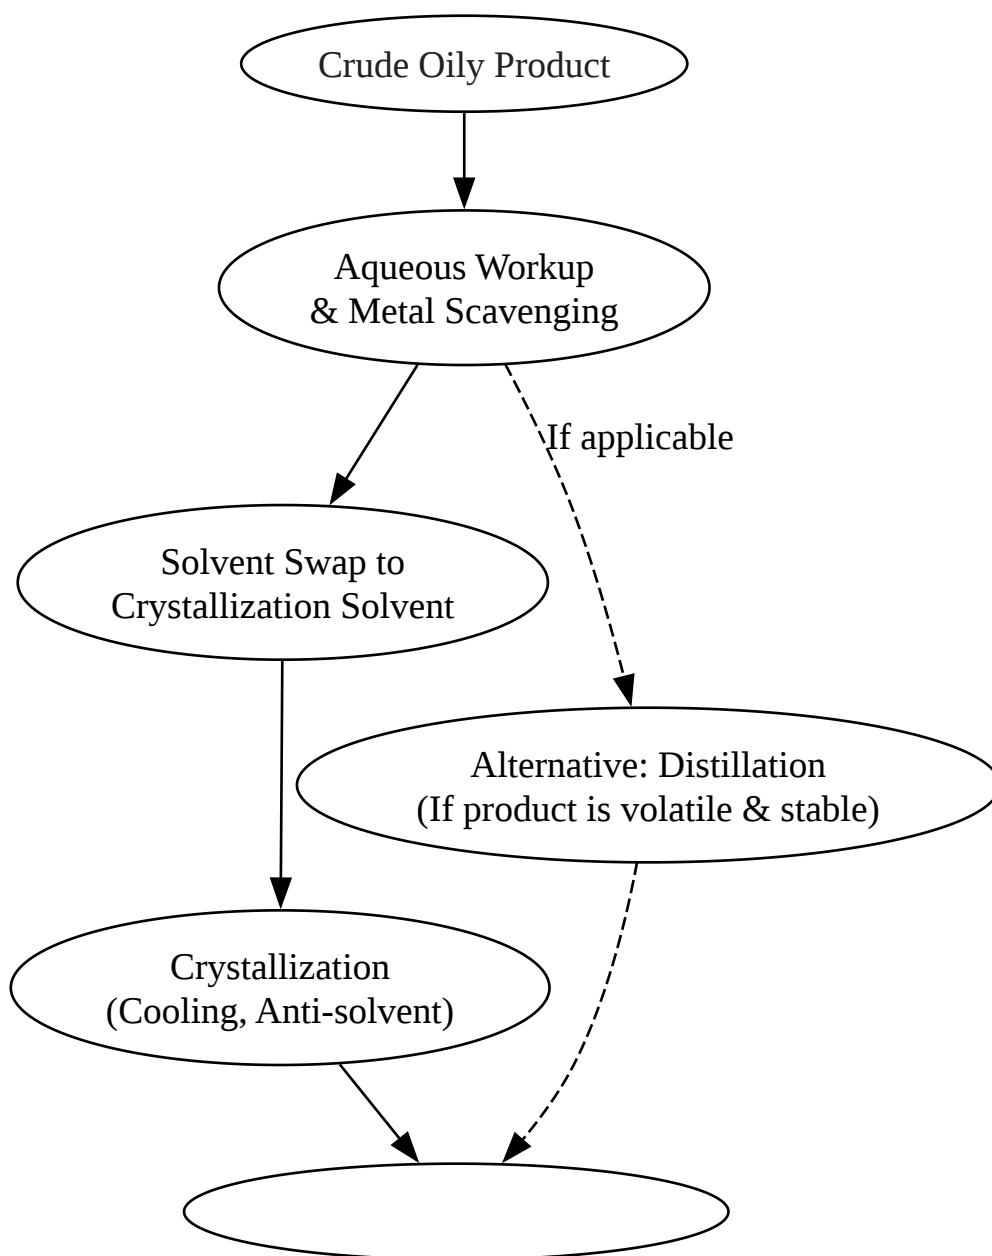 Crude Oily Product
Aqueous Workup
& Metal Scavenging
If applicable
Solvent Swap to
Crystallization Solvent
Alternative: Distillation
(If product is volatile & stable)
Crystallization
(Cooling, Anti-solvent)